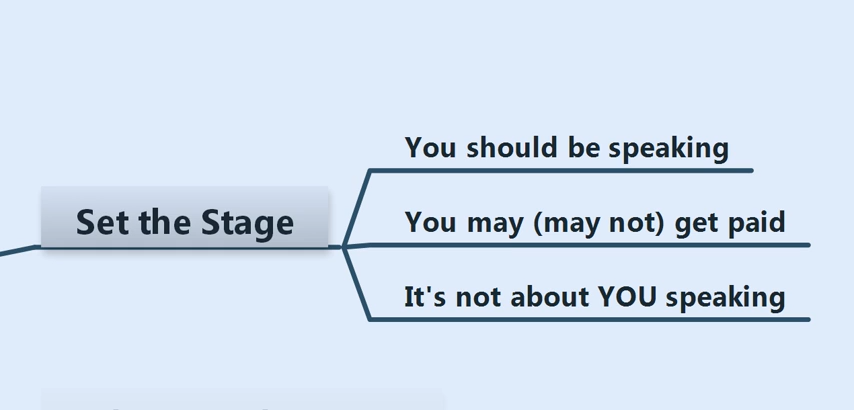 You should be speaking
Set the Stage
You may (may not) get paid
It's not about YOU speaking